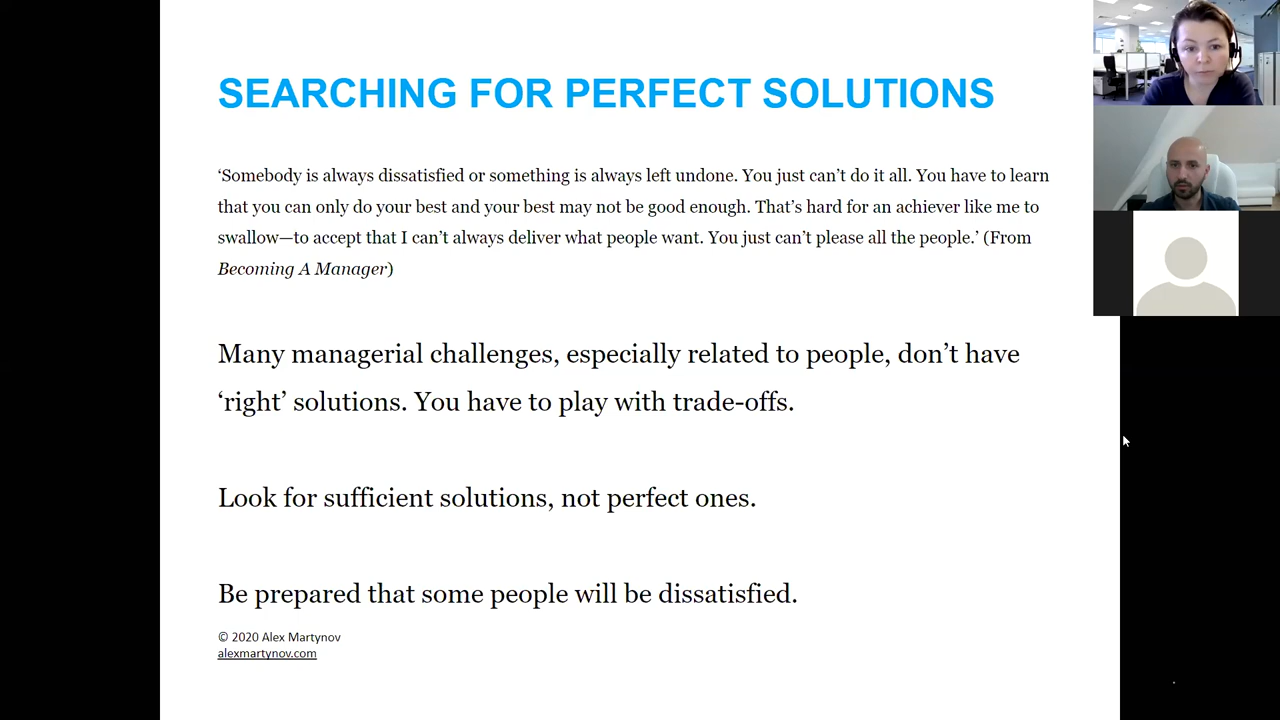 SEARCHING FOR PERFECT SOLUTIONS
‘Somebody is always dissatisfied or something is always left undone. You just can’t do it all. You have to learn
that you can only do your best and your best may not be good enough. That’s hard for an achiever like me to
swallow—to accept that I can’t always deliver what people want. You just can’t please all the people.’ (From
Becoming A Manager)
Many managerial challenges, especially related to people, don’t have
‘right’ solutions. You have to play with trade-offs.
Look for sufficient solutions, not perfect ones.
Be prepared that some people will be dissatisfied.
© 2020 Alex Martynov
alexmartynov.com